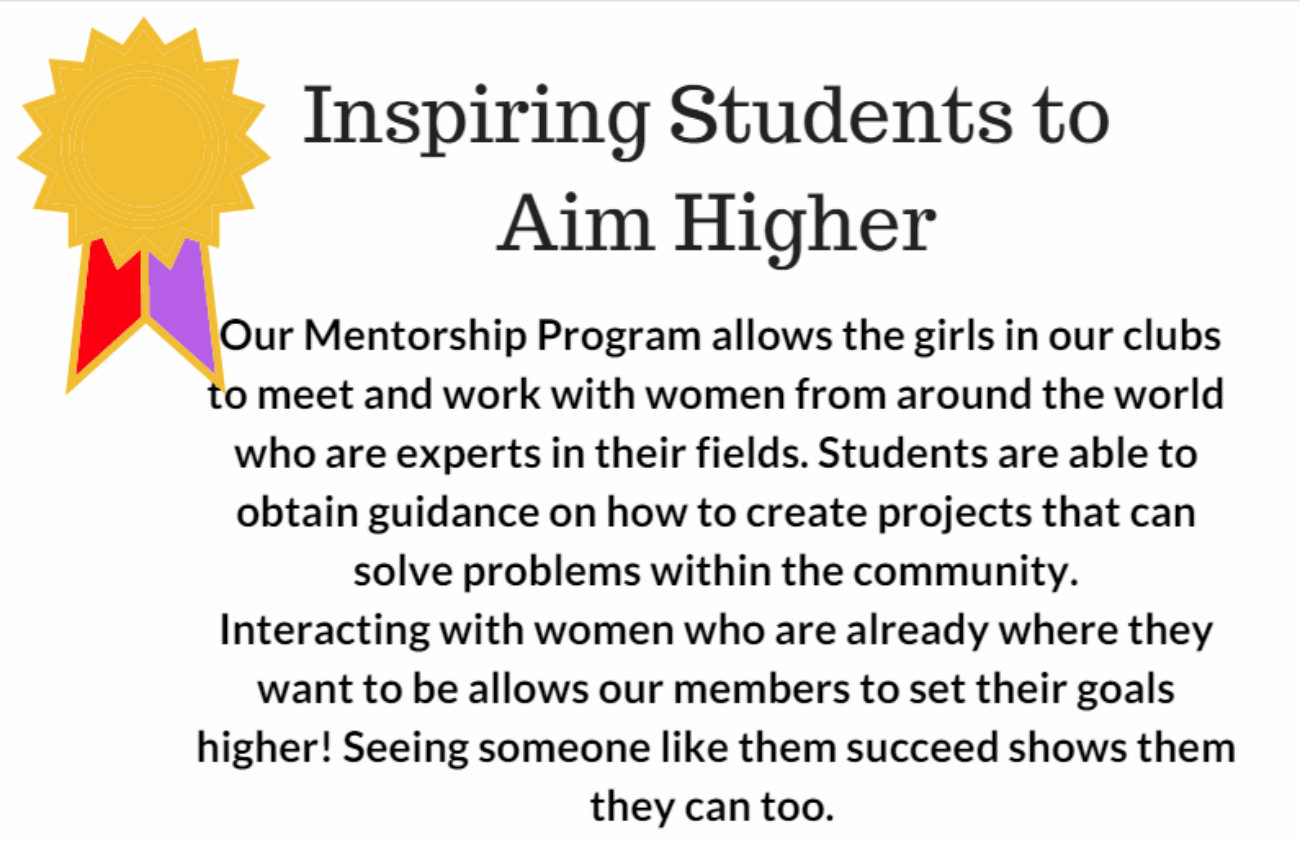 Inspiring Students to
Aim Higher
Our Mentorship Program allows the girls in our clubs
to meet and work with women from around the world
who are experts in their fields. Students are able to
obtain guidance on how to create projects that can
solve problems within the community.
Interacting with women who are already where they
want to be allows our members to set their goals
higher! Seeing someone like them succeed shows them
they can too.